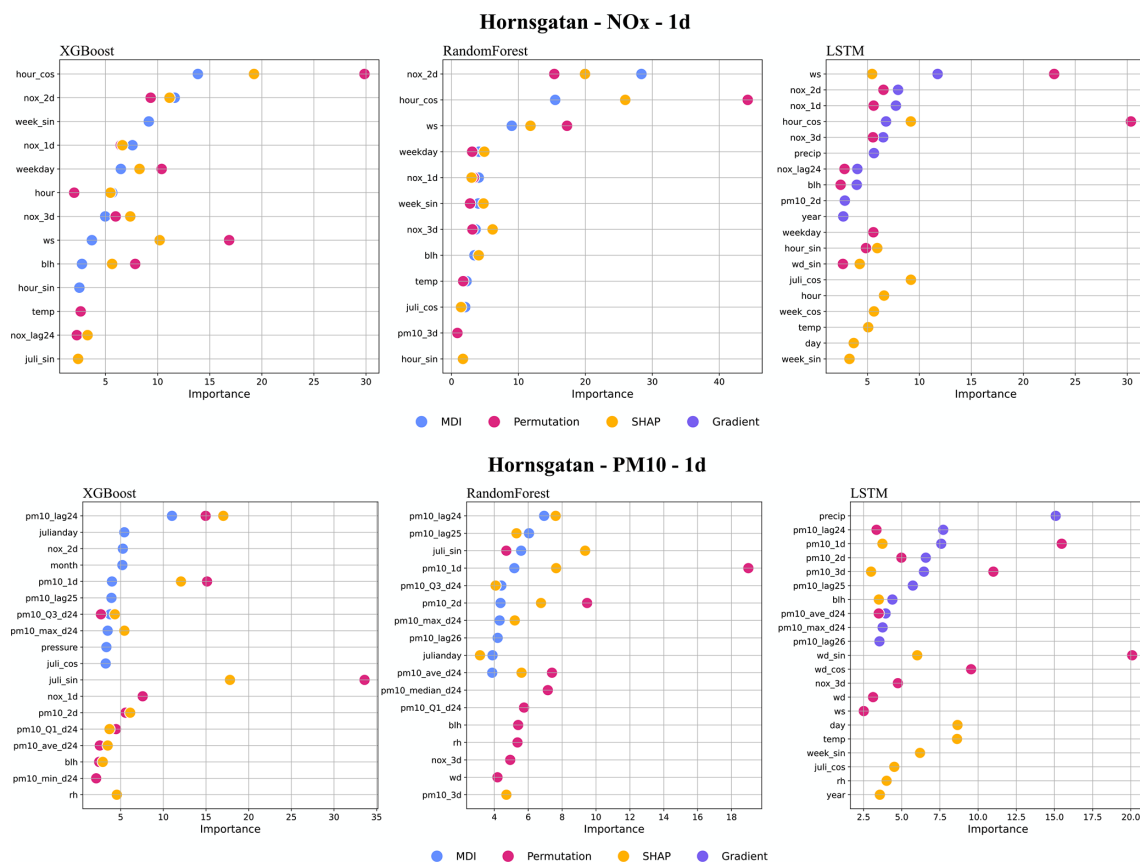 Hornsgatan - NOx - 1d
XGBoost
hour_cos
nox_2d
week_sin
nox_1d
weekday
hour
nox_3d
ws
blh
hour_sin
temp
nox_lag24
juli_sin
5 10 15 20 25 30
Importance
RandomForest
nox_2d
hour_cos
ws
weekday
nox_1d
week_sin
nox_3d
blh
temp
juli_cos
pm10_3d
hour_sin
0 10 20 30 40
Importance
LSTM
ws
nox_2d
nox_1d
hour_cos
nox_3d
precip
nox_lag24
blh
pm10_2d
year
weekday
hour_sin
wd_sin
juli_cos
hour
week_cos
temp
day
week_sin
5 10 15 20 25 30
Importance
MDI Permutation SHAP Gradient
Hornsgatan - PM10 - 1d
XGBoost
pm10_lag24
julianday
nox_2d
month
pm10_1d
pm10_lag25
pm10_Q3_d24
pm10_max_d24
pressure
juli_cos
juli_sin
nox_1d
pm10_2d
pm10_Q1_d24
pm10_ave_d24
blh
pm10_min_d24
rh
5 10 15 20 25 30 35
Importance
RandomForest
pm10_lag24
pm10_lag25
juli_sin
pm10_1d
pm10_Q3_d24
pm10_2d
pm10_max_d24
pm10_lag26
julianday
pm10_ave_d24
pm10_median_d24
pm10_Q1_d24
blh
rh
nox_3d
wd
pm10_3d
4 6 8 10 12 14 16 18
Importance
LSTM
precip
pm10_lag24
pm10_1d
pm10_2d
pm10_3d
pm10_lag25
blh
pm10_ave_d24
pm10_max_d24
pm10_lag26
wd_sin
wd_cos
nox_3d
wd
ws
day
temp
week_sin
juli_cos
rh
year
2.5 5.0 7.5 10.0 12.5 15.0 17.5 20.0
Importance
MDI Permutation SHAP Gradient